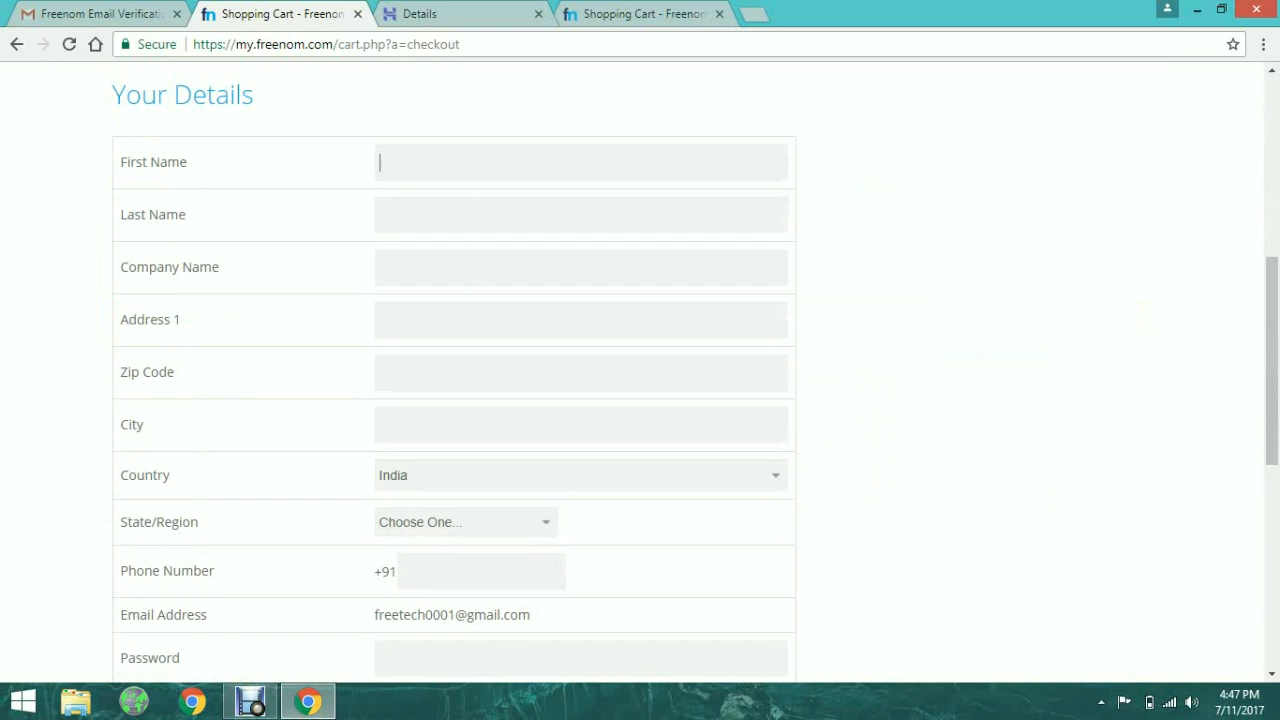 Freenom Email Verificati
Shopping Cart - Freenom
Details
Shopping Cart - Freenom
Secure
https://my.freenom.com/cart.php?a=checkout
Your Details
First Name
Last Name
Company Name
Address 1
Zip Code
City
Country India
State/Region Choose One...
Phone Number +91
Email Address freetech0001@gmail.com
Password
4:47 PM
7/11/2017